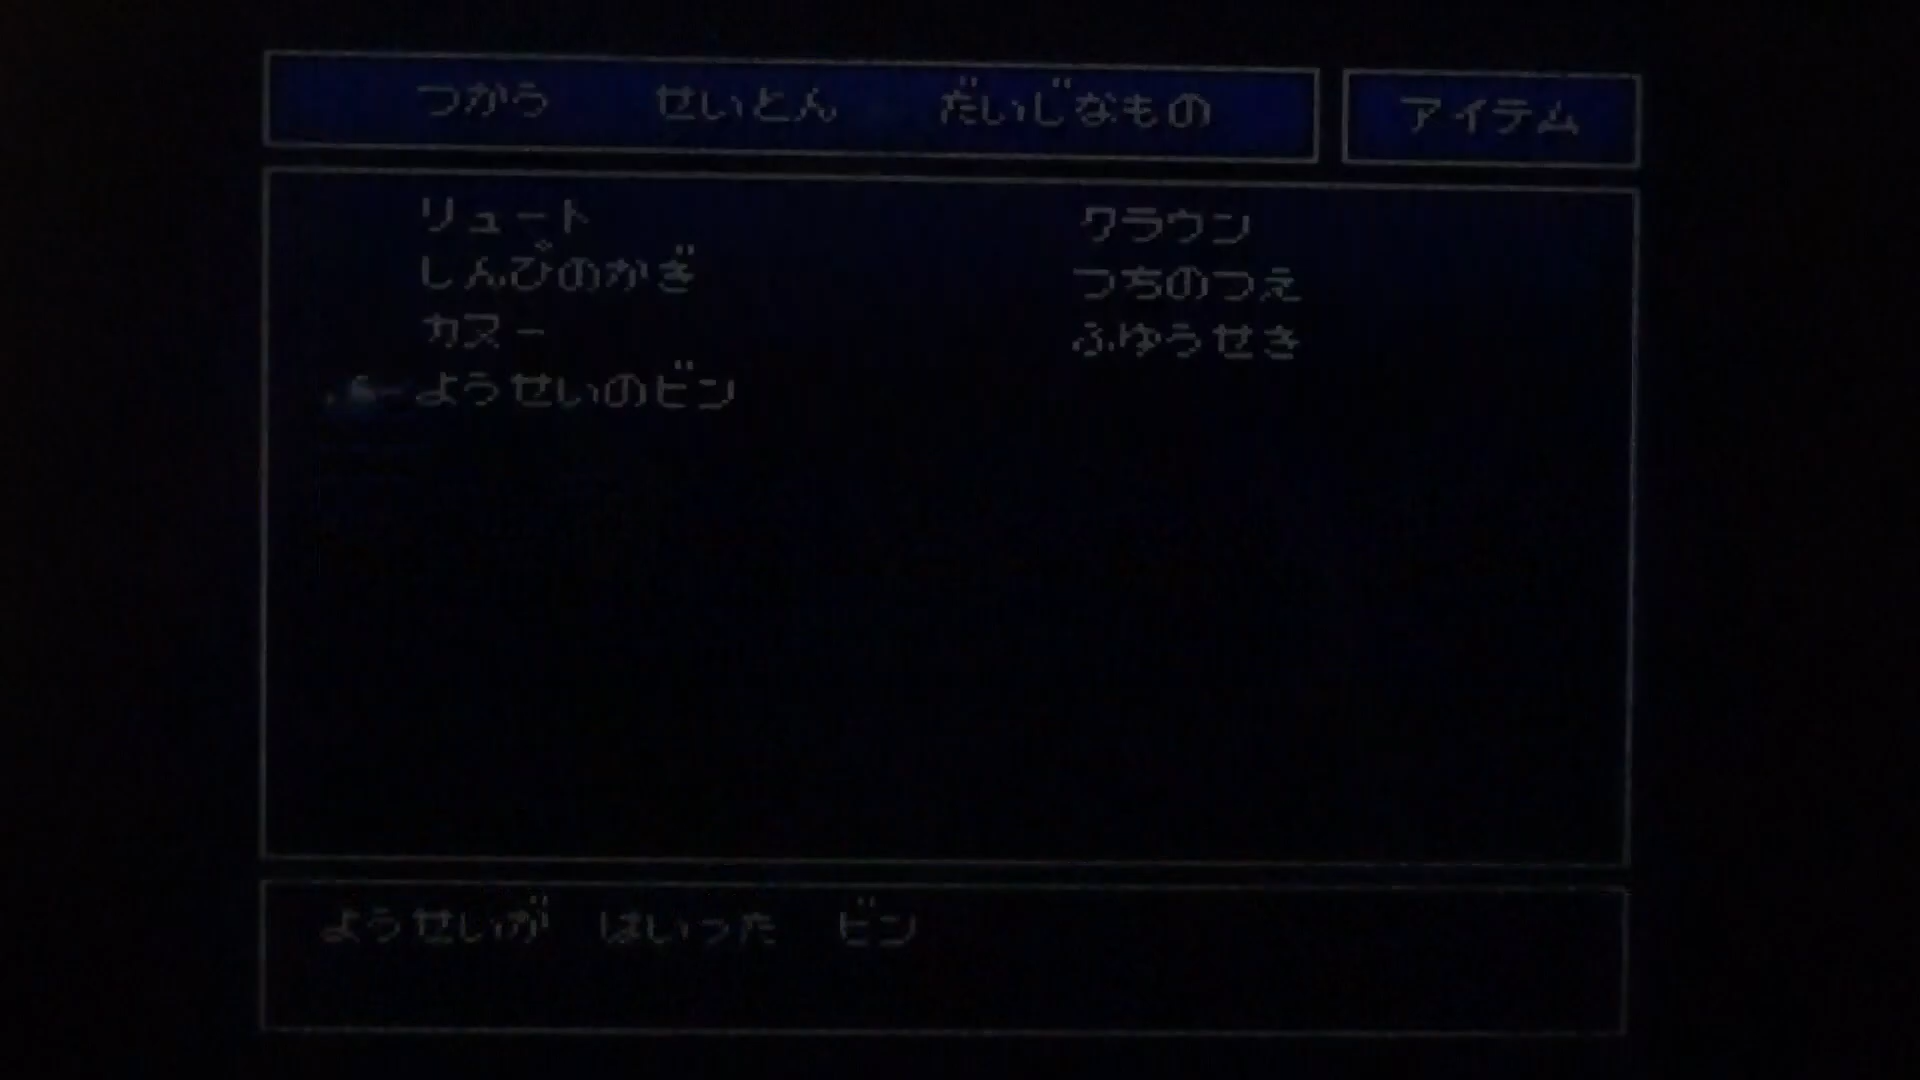 つかう せいとん だいじなもの アイテム
リュート クラウン
しんぴのかぎ つちのつえ
カヌー ふゆうせき
ようせいのビン
ようせいが はいった ビン